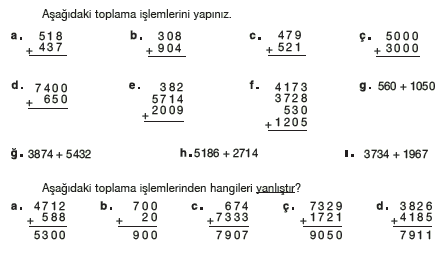 Aşağıdaki toplama işlemlerini yapınız.
a. 518 b. 308 c. 479 ç. 5000
+ 437 + 904 + 521 + 3000
d. 7400 e. 382 f. 4173 g. 560 + 1050
+ 650 5714 3728
+ 2009 530
+ 1205
ğ. 3874 + 5432 h. 5186 + 2714 ı. 3734 + 1967
Aşağıdaki toplama işlemlerinden hangileri yanlıştır?
a. 4712 b. 700 c. 674 ç. 7329 d. 3826
+ 588 + 20 + 7333 + 1721 + 4185
5300 900 7907 9050 7911